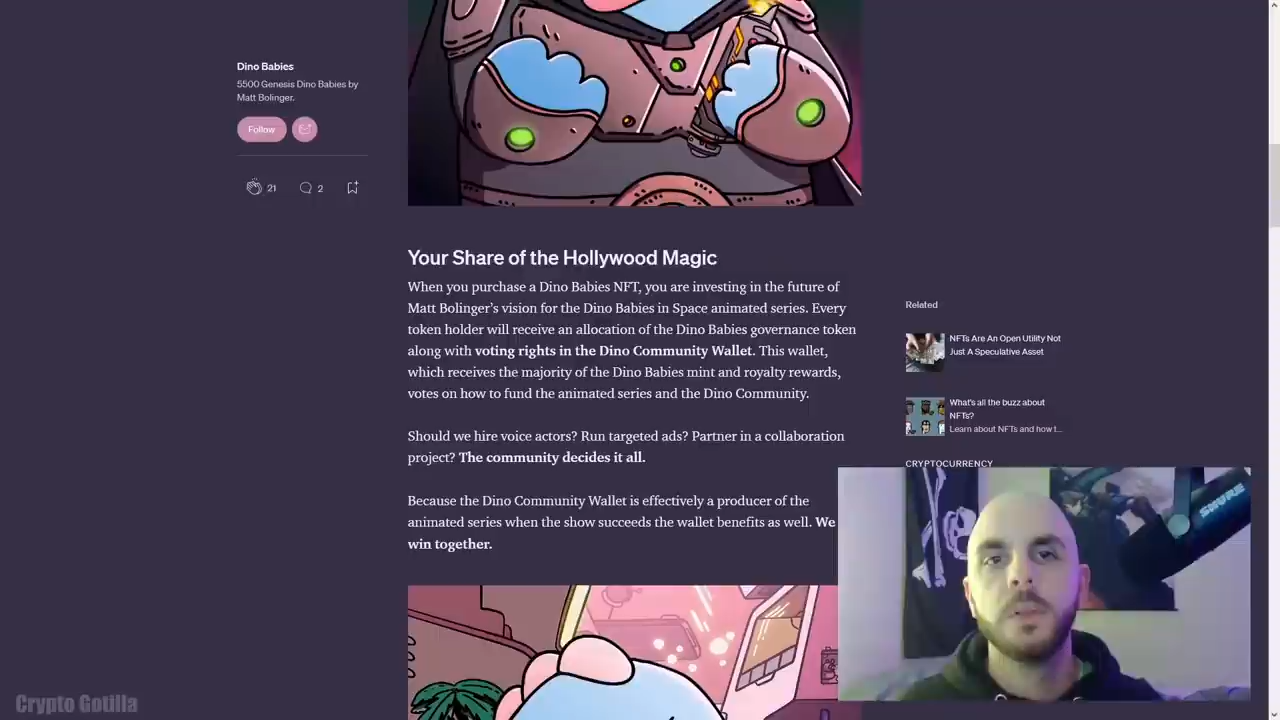 Dino Babies
5500 Genesis Dino Babies by
Matt Bolinger.
Follow
21
2
Your Share of the Hollywood Magic
When you purchase a Dino Babies NFT, you are investing in the future of
Matt Bolinger’s vision for the Dino Babies in Space animated series. Every
token holder will receive an allocation of the Dino Babies governance token
along with voting rights in the Dino Community Wallet. This wallet,
which receives the majority of the Dino Babies mint and royalty rewards,
votes on how to fund the animated series and the Dino Community.
Should we hire voice actors? Run targeted ads? Partner in a collaboration
project? The community decides it all.
Because the Dino Community Wallet is effectively a producer of the
animated series when the show succeeds the wallet benefits as well. We
win together.
Related
NFTs Are An Open Utility Not
Just A Speculative Asset
What's all the buzz about
NFTs?
Learn about NFTs and how t...
CRYPTOCURRENCY
SHURE
Crypto Gotilla